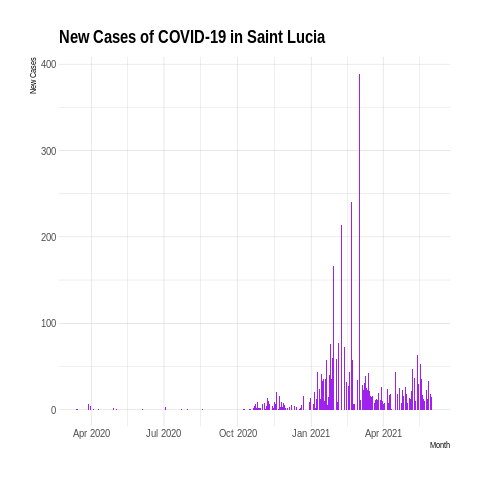 New Cases of COVID-19 in Saint Lucia
New Cases
400
300
200
100
0
Apr 2020 Jul 2020 Oct 2020 Jan 2021 Apr 2021
Month